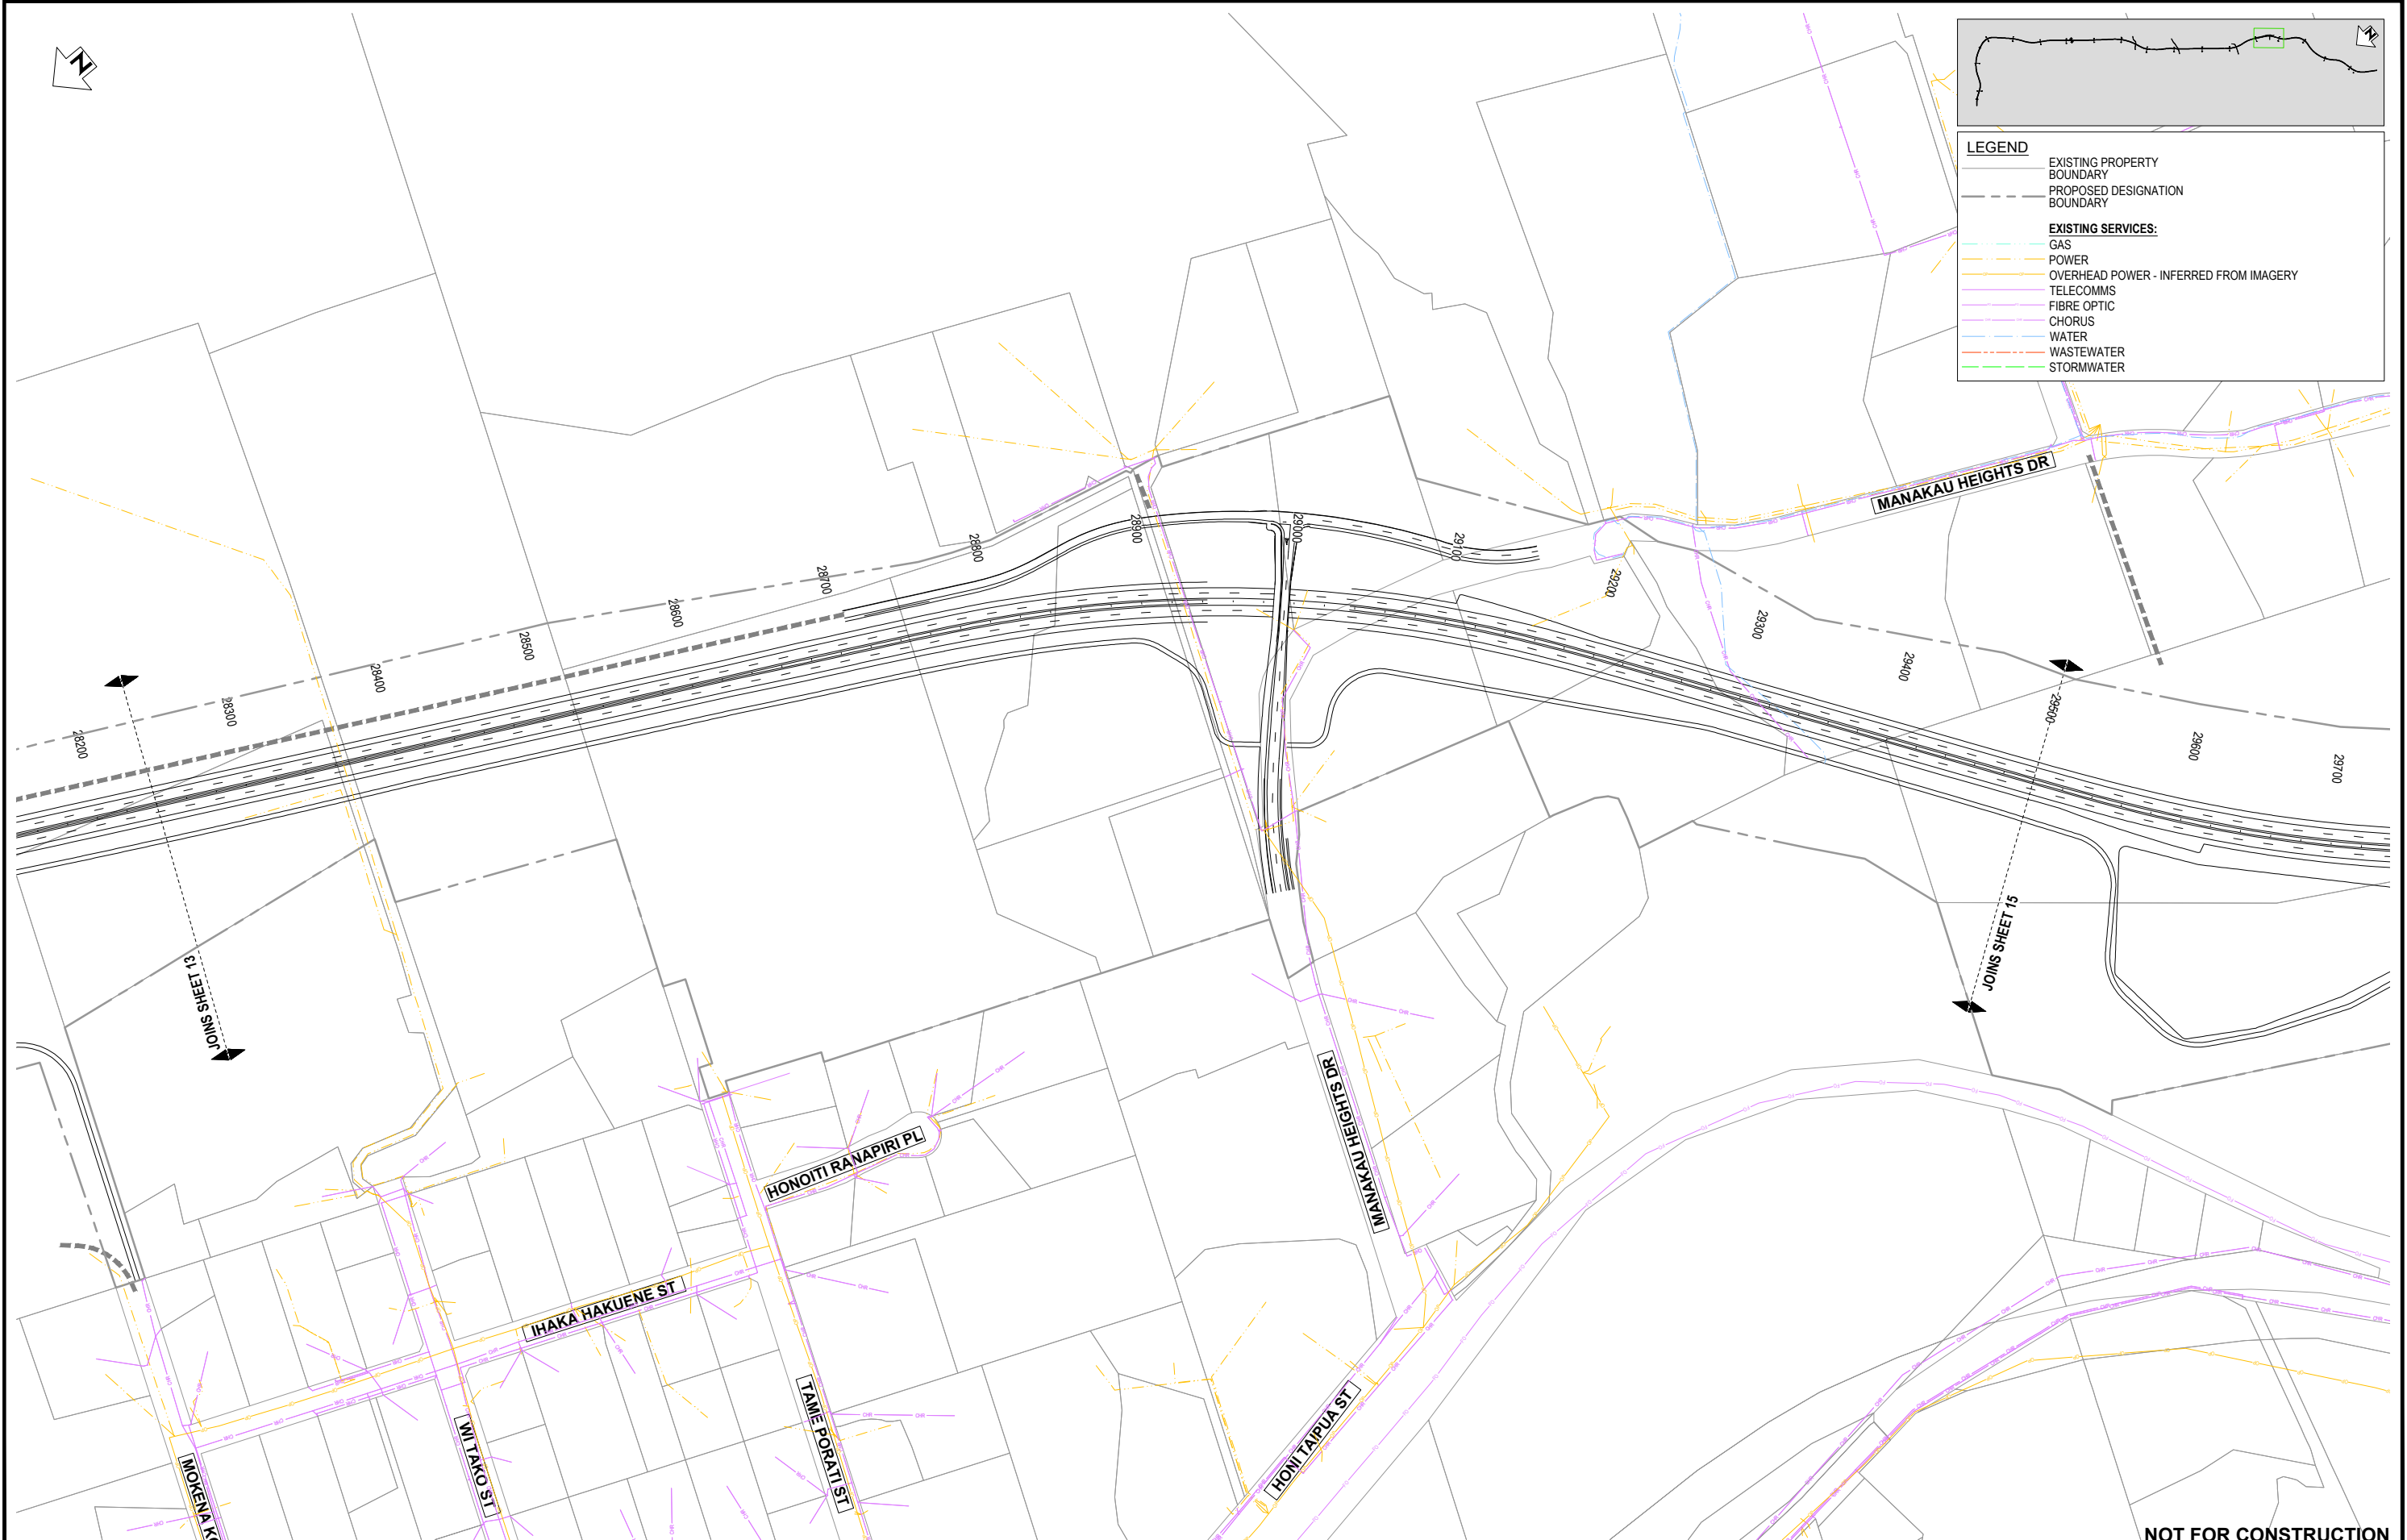 N
N
LEGEND
EXISTING PROPERTY
BOUNDARY
PROPOSED DESIGNATION
BOUNDARY
EXISTING SERVICES:
GAS
POWER
OVERHEAD POWER - INFERRED FROM IMAGERY
TELECOMMS
FIBRE OPTIC
CHORUS
WATER
WASTEWATER
STORMWATER
MANAKAU HEIGHTS DR
28200
28300
28400
28500
28600
28700
28800
28900
29000
29100
29200
29300
29400
29500
29600
29700
JOINS SHEET 13
JOINS SHEET 15
MANAKAU HEIGHTS DR
HONOITI RANAPIRI PL
IHAKA HAKUENE ST
WI TAKO ST
TAME PORATI ST
HONI TAIPUA ST
MOKENA
NOT FOR CONSTRUCTION